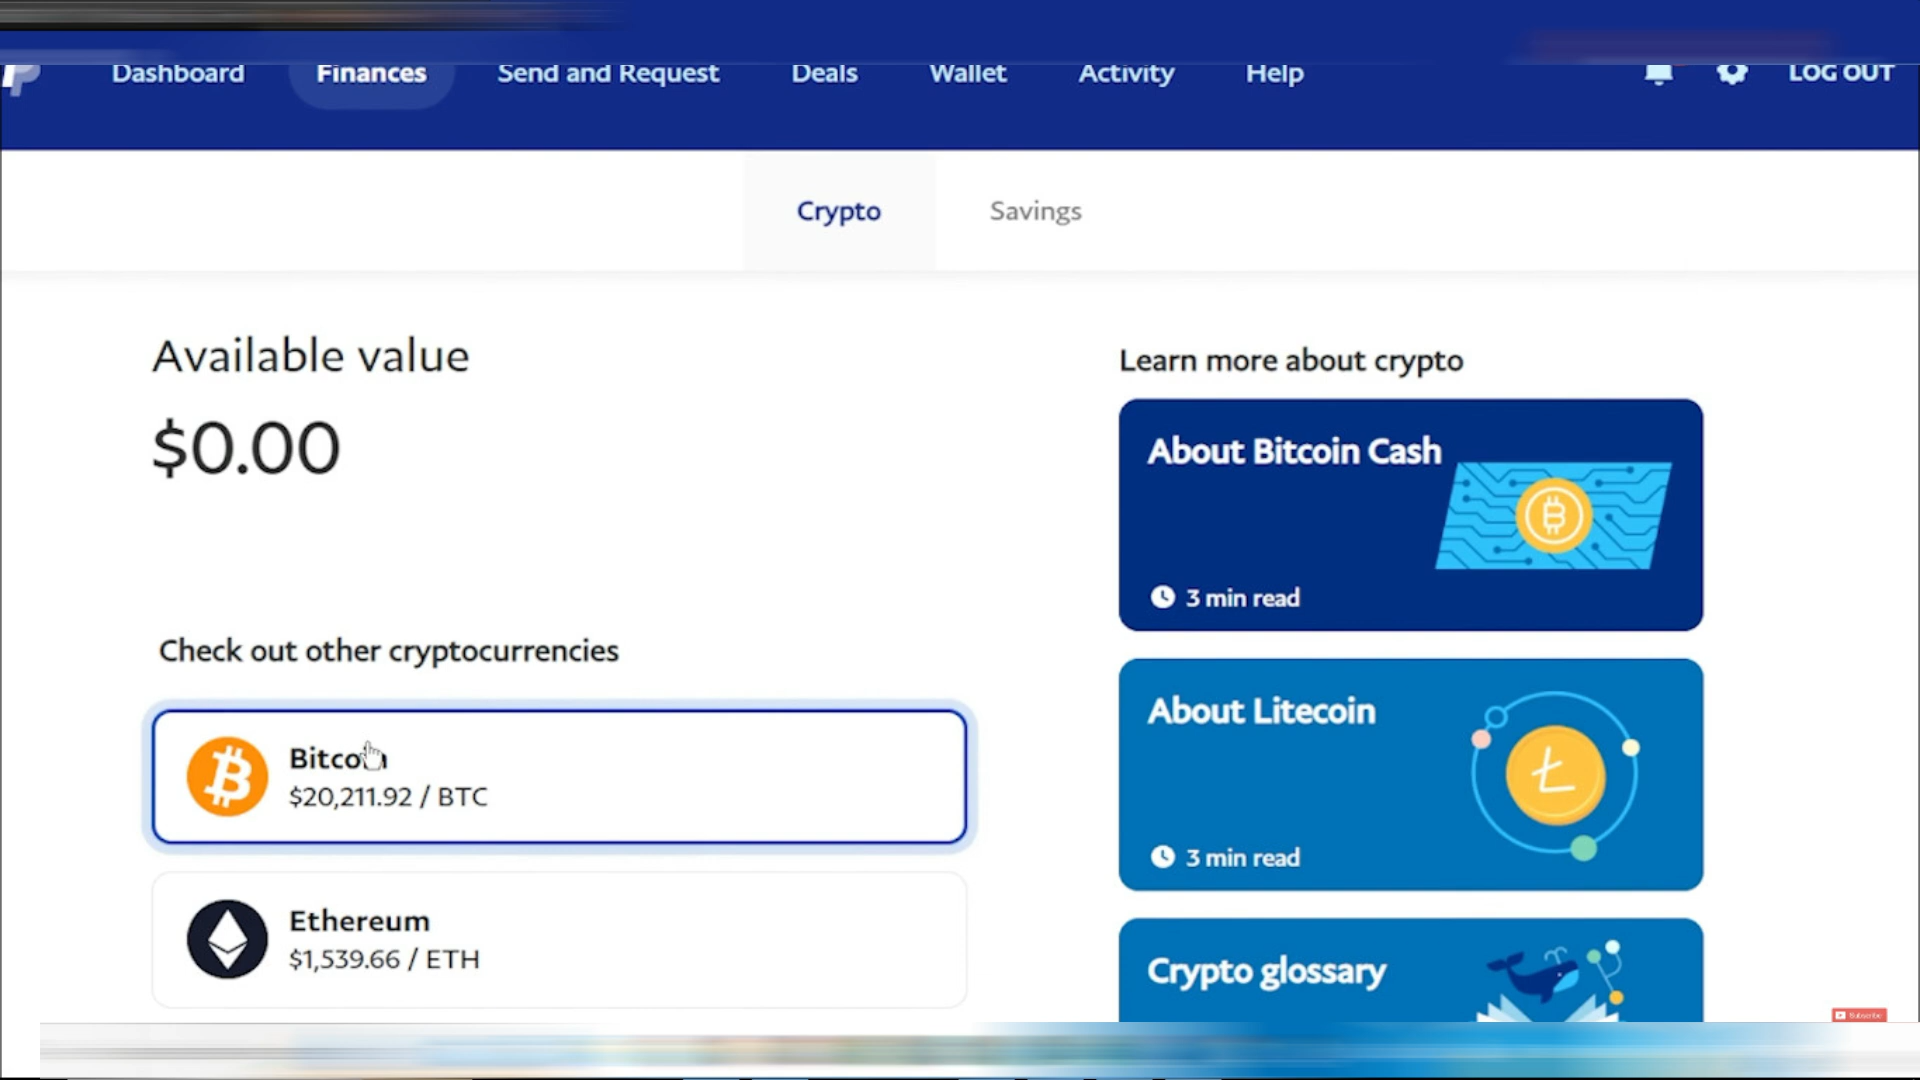 Dashboard
Finances
Send and Request
Deals
Wallet
Activity
Help
LOG OUT
Crypto
Savings
Available value
$0.00
Learn more about crypto
About Bitcoin Cash
3 min read
Check out other cryptocurrencies
Bitcoin
$20,211.92 / BTC
About Litecoin
3 min read
Ethereum
$1,539.66 / ETH
Crypto glossary
Subscribe